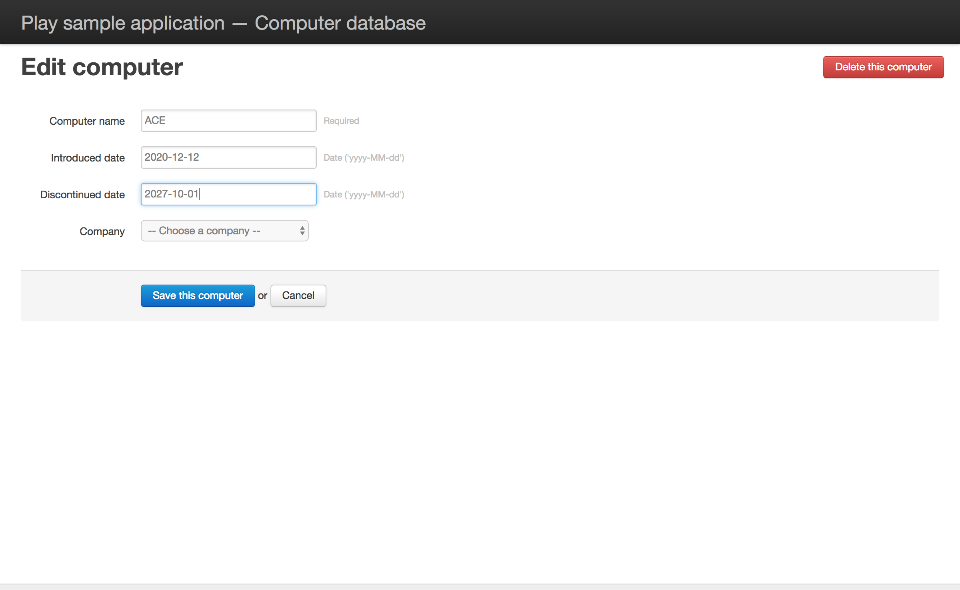 Play sample application — Computer database
Edit computer
Delete this computer
Computer name ACE Required
Introduced date 2020-12-12 Date ('yyyy-MM-dd')
Discontinued date 2027-10-01 Date ('yyyy-MM-dd')
Company -- Choose a company --
Save this computer or Cancel